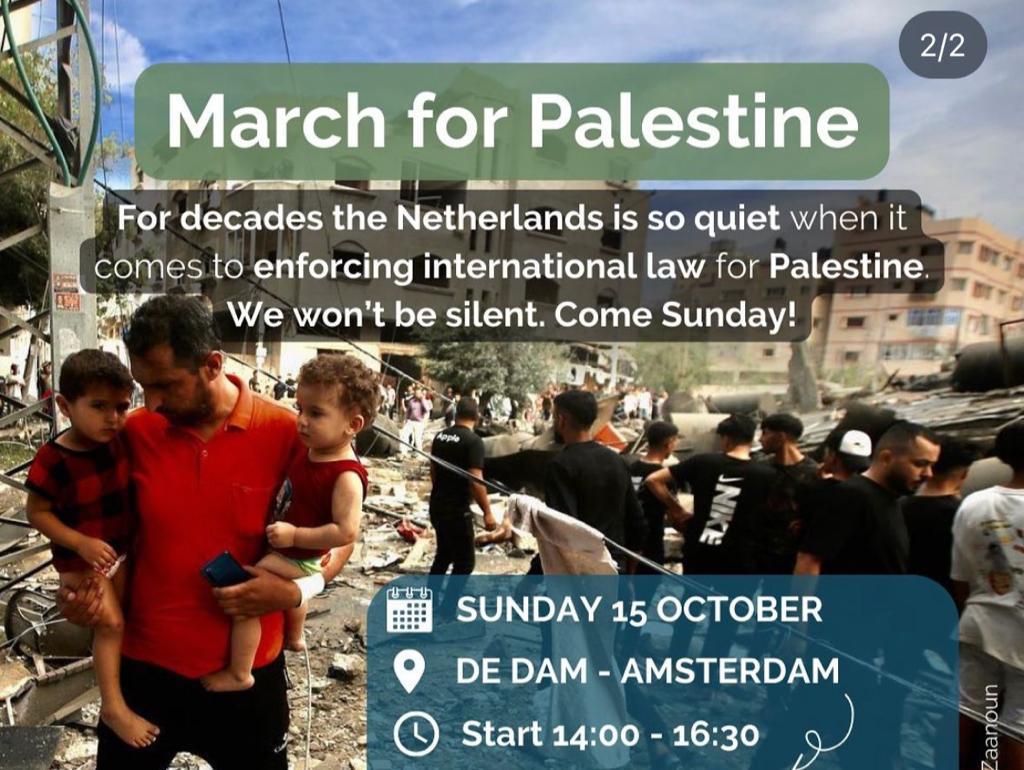 2/2
March for Palestine
For decades the Netherlands is so quiet when it
comes to enforcing international law for Palestine.
We won't be silent. Come Sunday!
Apple
NIKE
SUNDAY 15 OCTOBER
DE DAM - AMSTERDAM
Start 14:00 - 16:30
Zaanoun